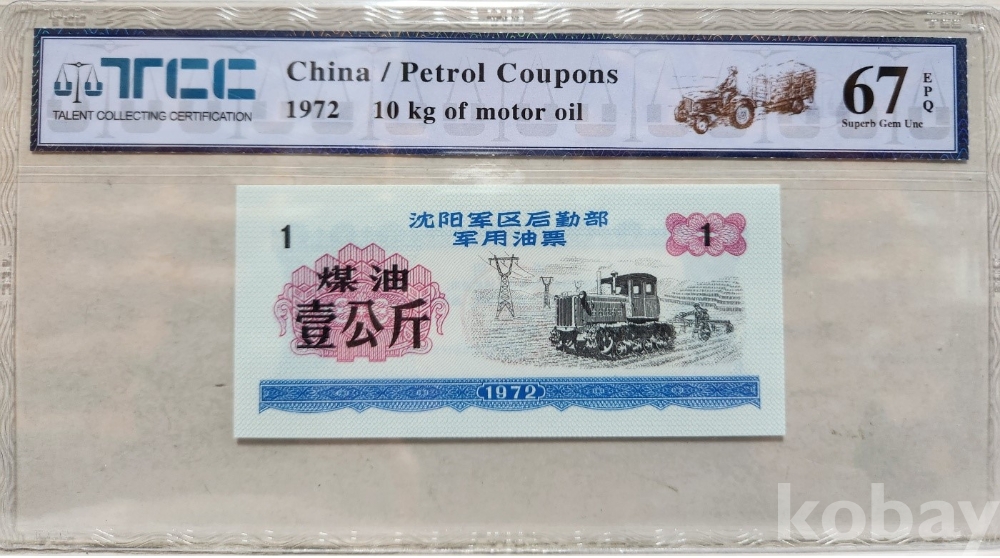 TCC
TALENT COLLECTING CERTIFICATION
China / Petrol Coupons
1972 10 kg of motor oil
67 EPQ
Superb Gem Unc
1
沈阳军区后勤部
军用油票
1
煤油
壹公斤
1972
kobay